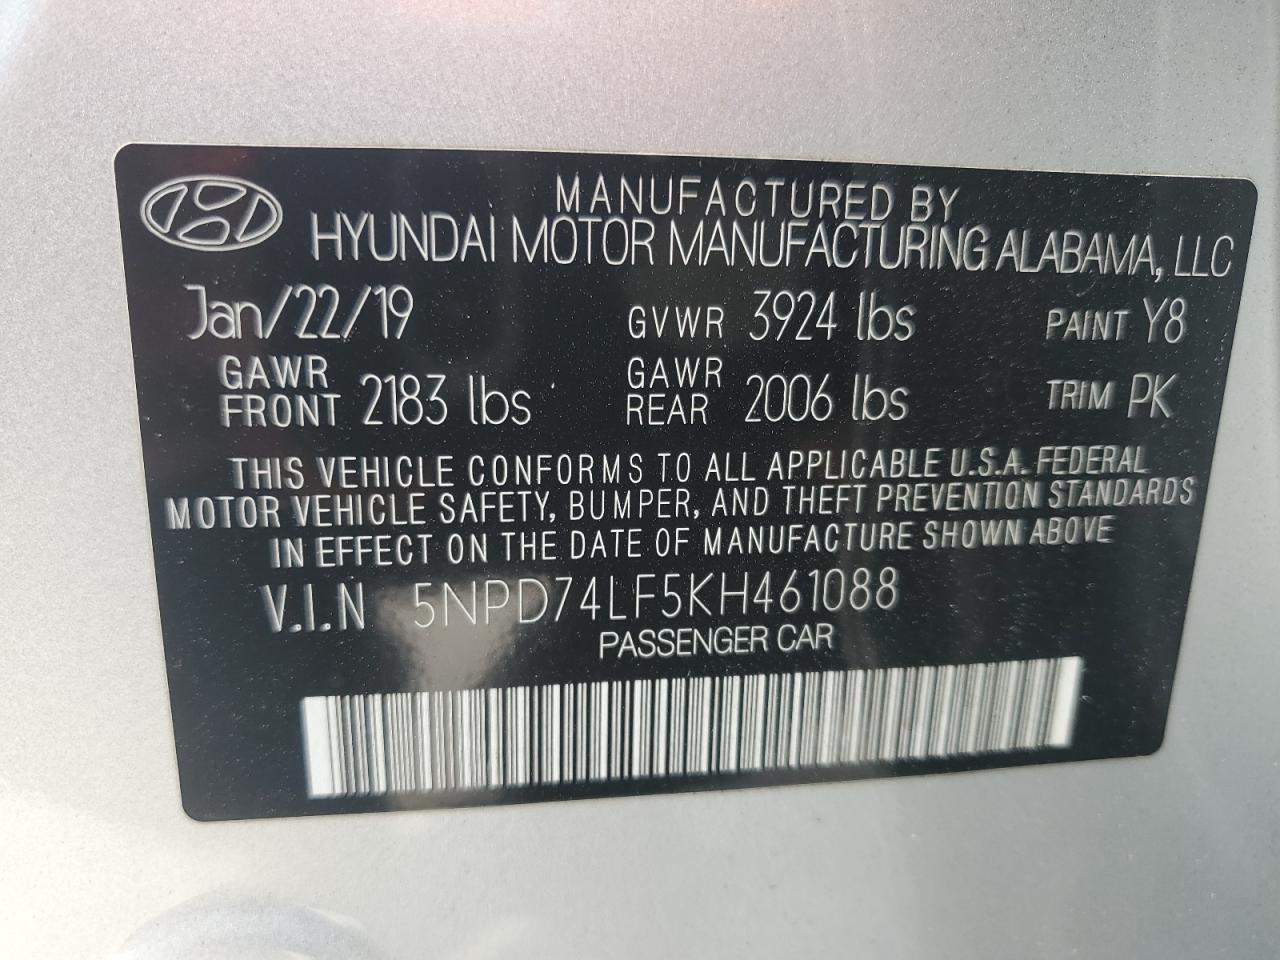 MANUFACTURED BY
HYUNDAI MOTOR MANUFACTURING ALABAMA, LLC
Jan/22/19 GVWR 3924 lbs PAINT Y8
GAWR FRONT 2183 lbs GAWR REAR 2006 lbs TRIM PK
THIS VEHICLE CONFORMS TO ALL APPLICABLE U.S.A. FEDERAL
MOTOR VEHICLE SAFETY, BUMPER, AND THEFT PREVENTION STANDARDS
IN EFFECT ON THE DATE OF MANUFACTURE SHOWN ABOVE
V.I.N 5NPD74LF5KH461088
PASSENGER CAR